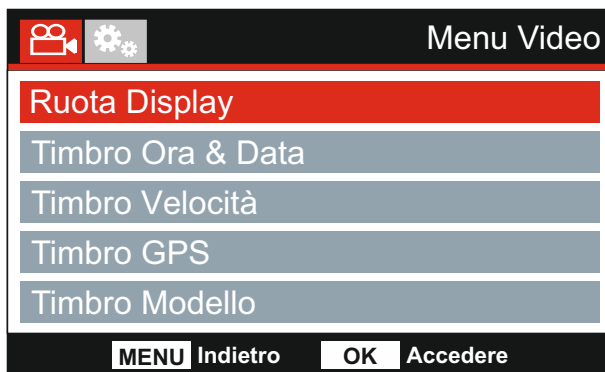 Menu Video
Ruota Display
Timbro Ora & Data
Timbro Velocità
Timbro GPS
Timbro Modello
MENU Indietro OK Accedere